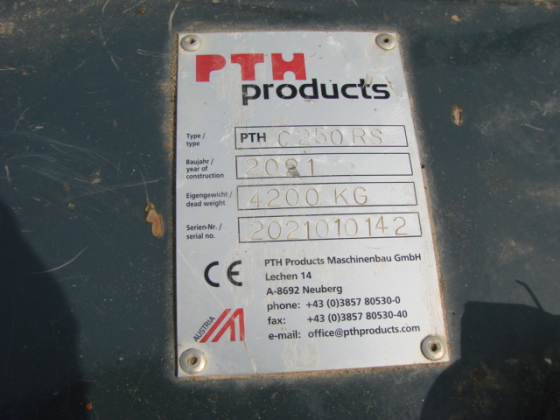 PTH
products
Type /
type
PTH C 250 RS
Baujahr /
year of
construction
2021
Eigengewicht /
dead weight
4200 KG
Serien-Nr. /
serial no.
2021010142
CE
PTH Products Maschinenbau GmbH
Lechen 14
A-8692 Neuberg
phone: +43 (0)3857 80530-0
fax: +43 (0)3857 80530-40
e-mail: office@pthproducts.com
AUSTRIA